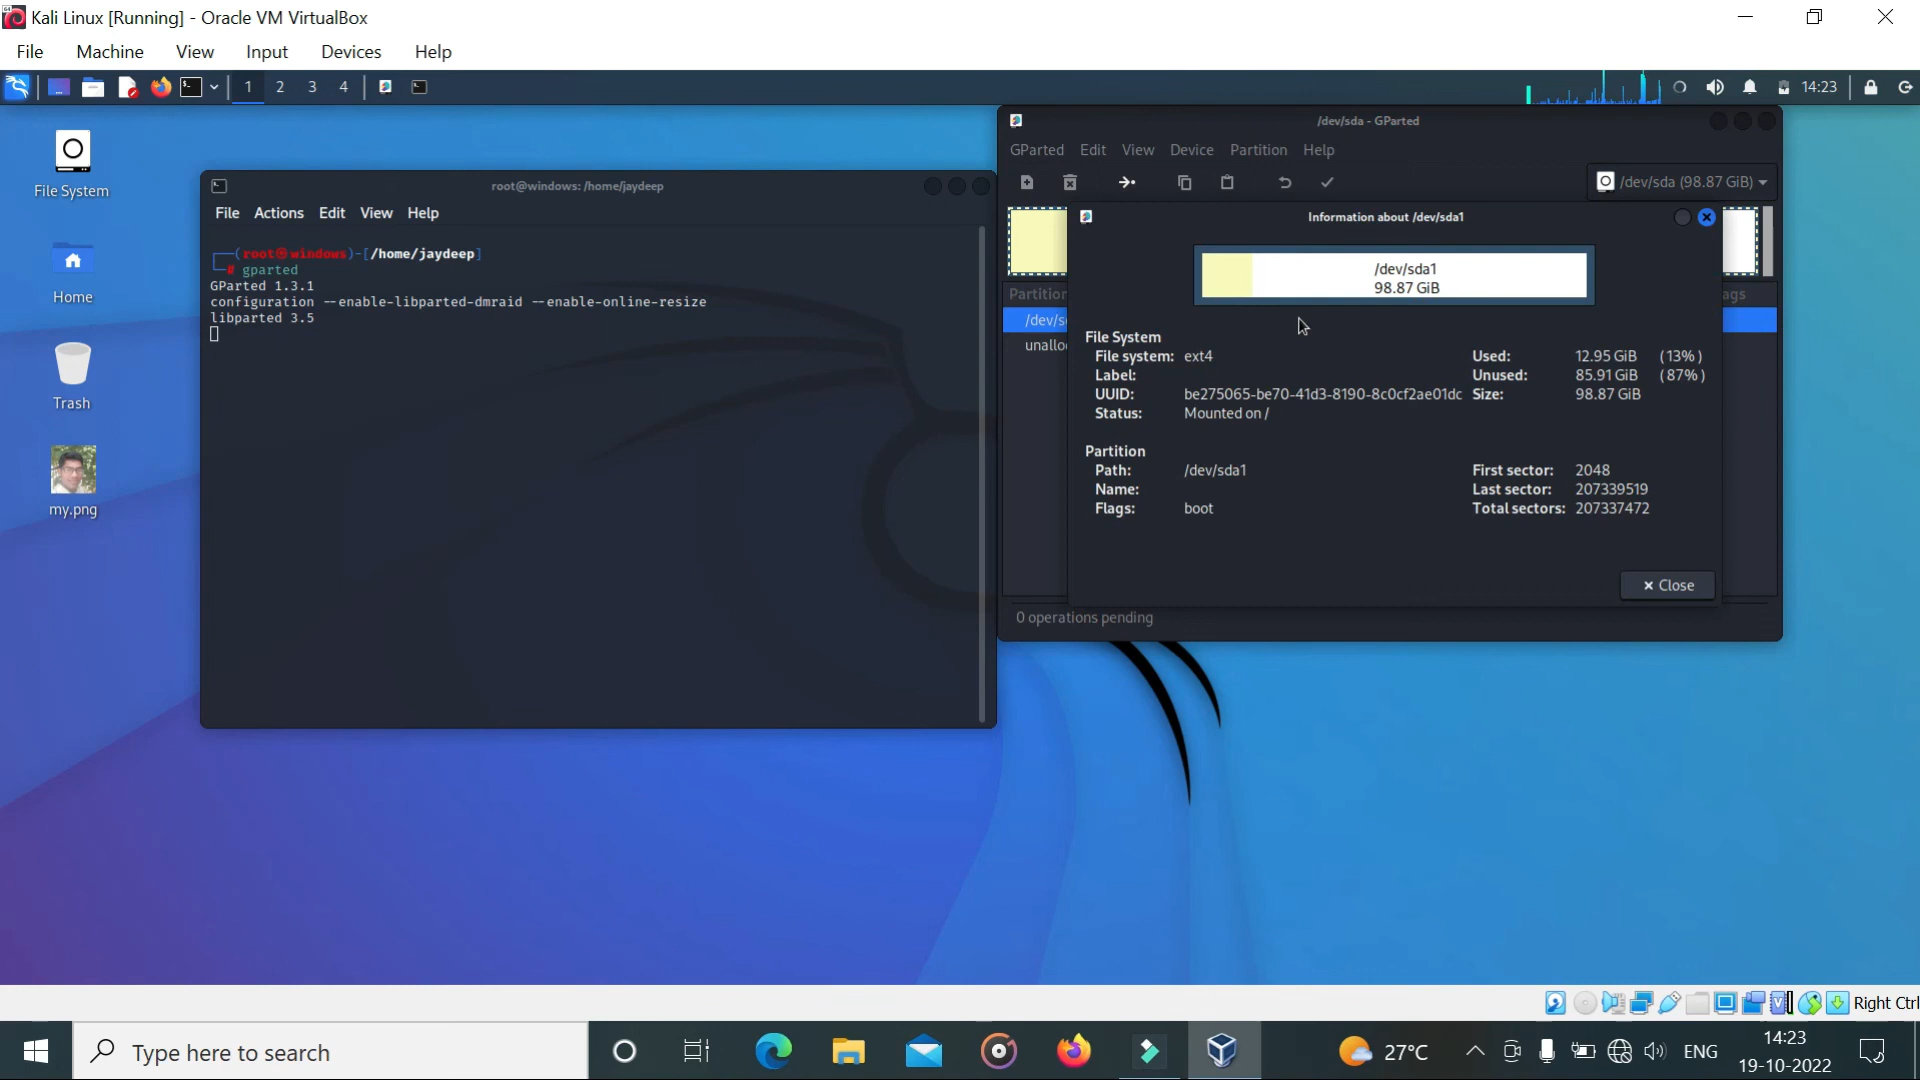 Kali Linux [Running] - Oracle VM VirtualBox
File Machine View Input Devices Help
1 2 3 4
14:23
File System
Home
Trash
my.png
root@windows: /home/jaydeep
File Actions Edit View Help
(root㉿windows)-[/home/jaydeep]
# gparted
GParted 1.3.1
configuration --enable-libparted-dmraid --enable-online-resize
libparted 3.5
/dev/sda - GParted
GParted Edit View Device Partition Help
/dev/sda (98.87 GiB)
Information about /dev/sda1
/dev/sda1
98.87 GiB
File System
File system: ext4
Label:
UUID: be275065-be70-41d3-8190-8c0cf2ae01dc
Status: Mounted on /
Used: 12.95 GiB (13%)
Unused: 85.91 GiB (87%)
Size: 98.87 GiB
Partition
Path: /dev/sda1
Name:
Flags: boot
First sector: 2048
Last sector: 207339519
Total sectors: 207337472
Close
0 operations pending
Right Ctrl
Type here to search
27°C
ENG
14:23
19-10-2022